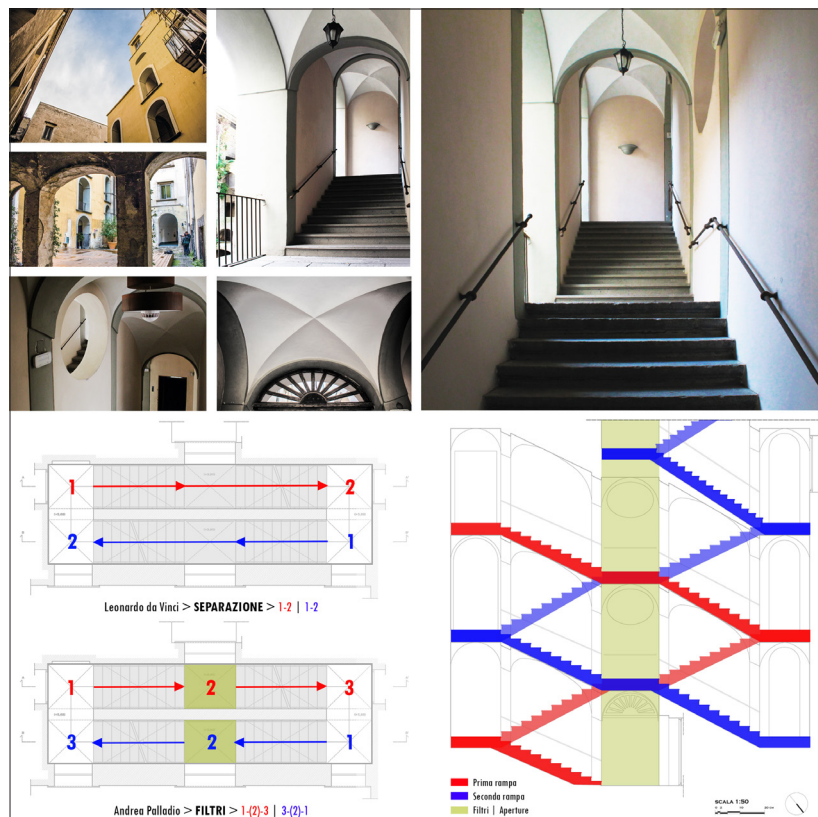 1
2
2
1
Leonardo da Vinci > SEPARAZIONE > 1-2 | 1-2
1
2
3
3
2
1
Andrea Palladio > FILTRI > 1-(2)-3 | 3-(2)-1
Prima rampa
Seconda rampa
Filtri | Aperture
SCALA 1:50